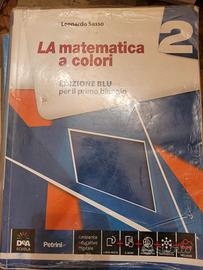 Leonardo Sasso
2
LA matematica
a colori
EDIZIONE BLU
per il primo biennio
DeA
SCUOLA
Petrini